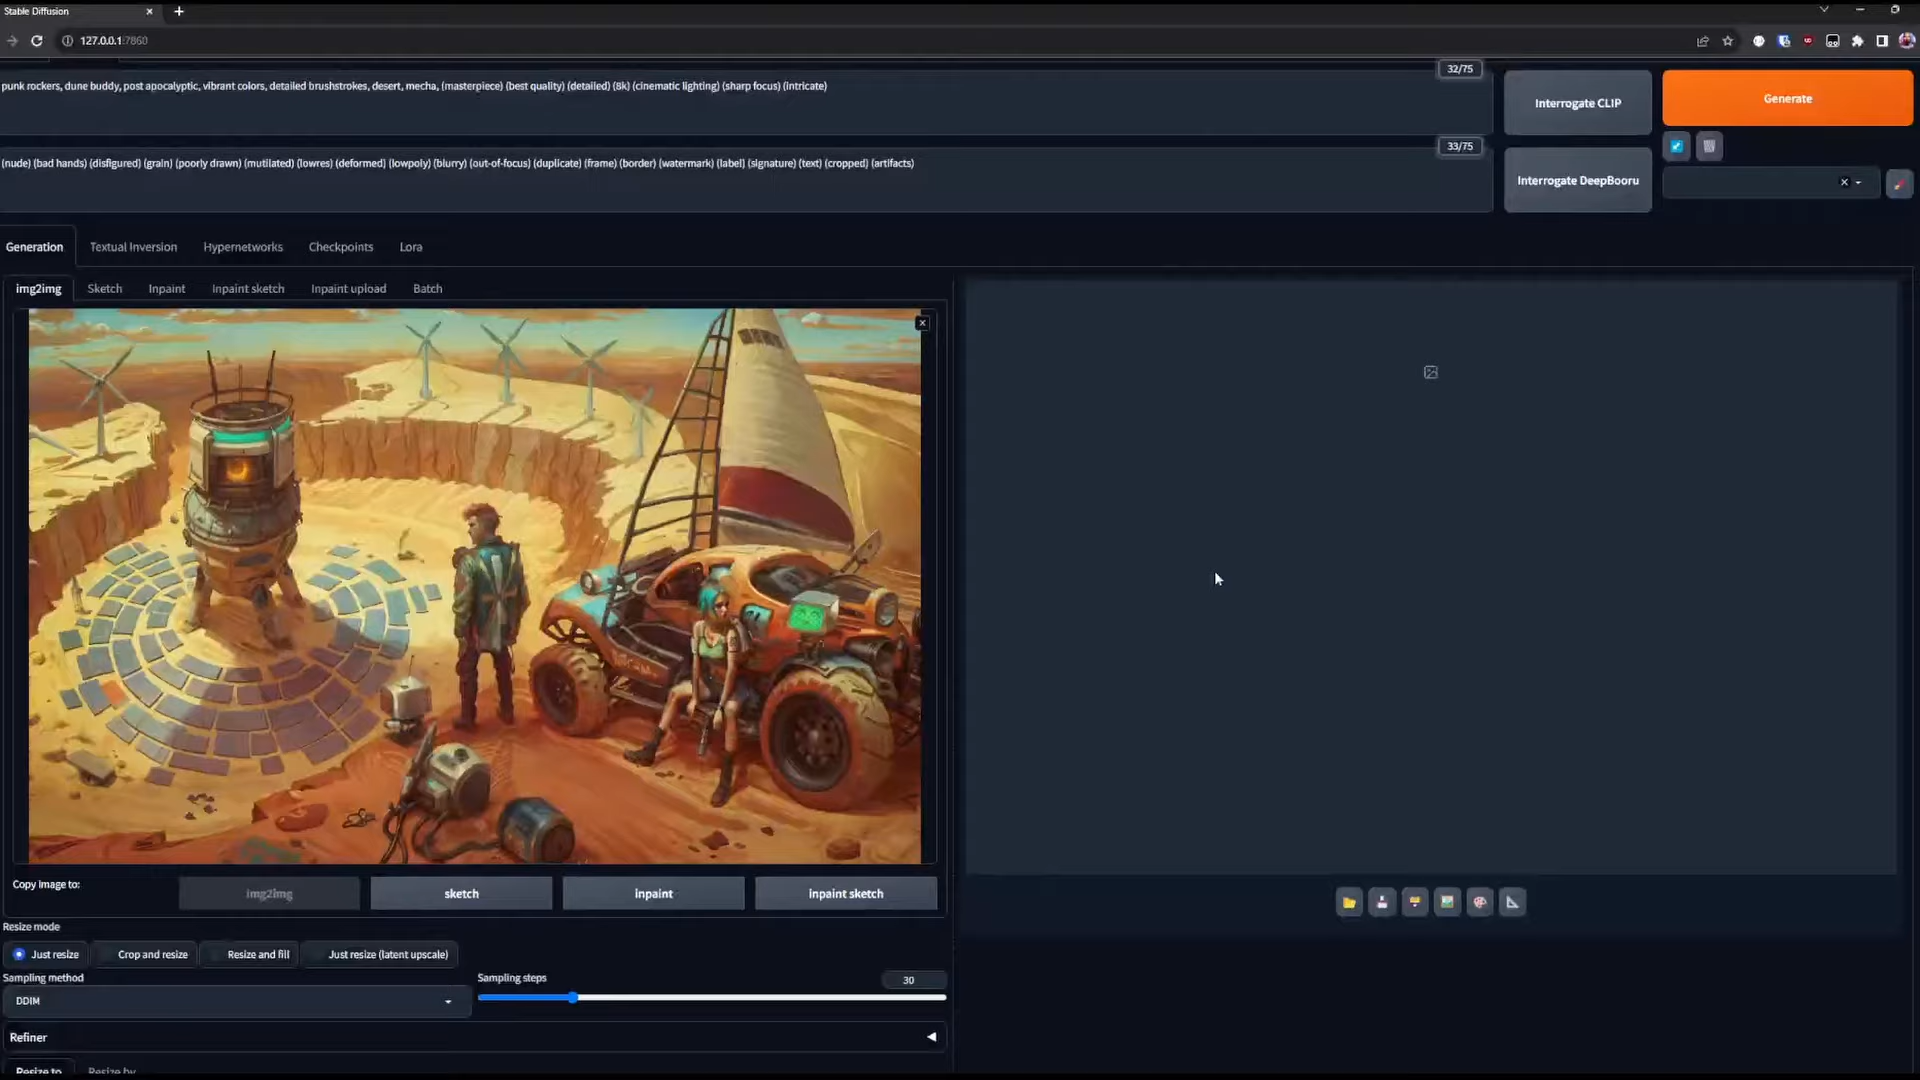 Stable Diffusion
127.0.0.1:7860
32/75
punk rockers, dune buddy, post apocalyptic, vibrant colors, detailed brushstrokes, desert, mecha, (masterpiece) (best quality) (detailed) (8k) (cinematic lighting) (sharp focus) (intricate)
Interrogate CLIP
Generate
33/75
(nude) (bad hands) (disfigured) (grain) (poorly drawn) (mutilated) (lowres) (deformed) (lowpoly) (blurry) (out-of-focus) (duplicate) (frame) (border) (watermark) (label) (signature) (text) (cropped) (artifacts)
Interrogate DeepBooru
Generation Textual Inversion Hypernetworks Checkpoints Lora
img2img Sketch Inpaint Inpaint sketch Inpaint upload Batch
Copy image to: img2img sketch inpaint inpaint sketch
Resize mode
Just resize Crop and resize Resize and fill Just resize (latent upscale)
Sampling method Sampling steps 30
DDIM
Refiner
Resize to Resize by